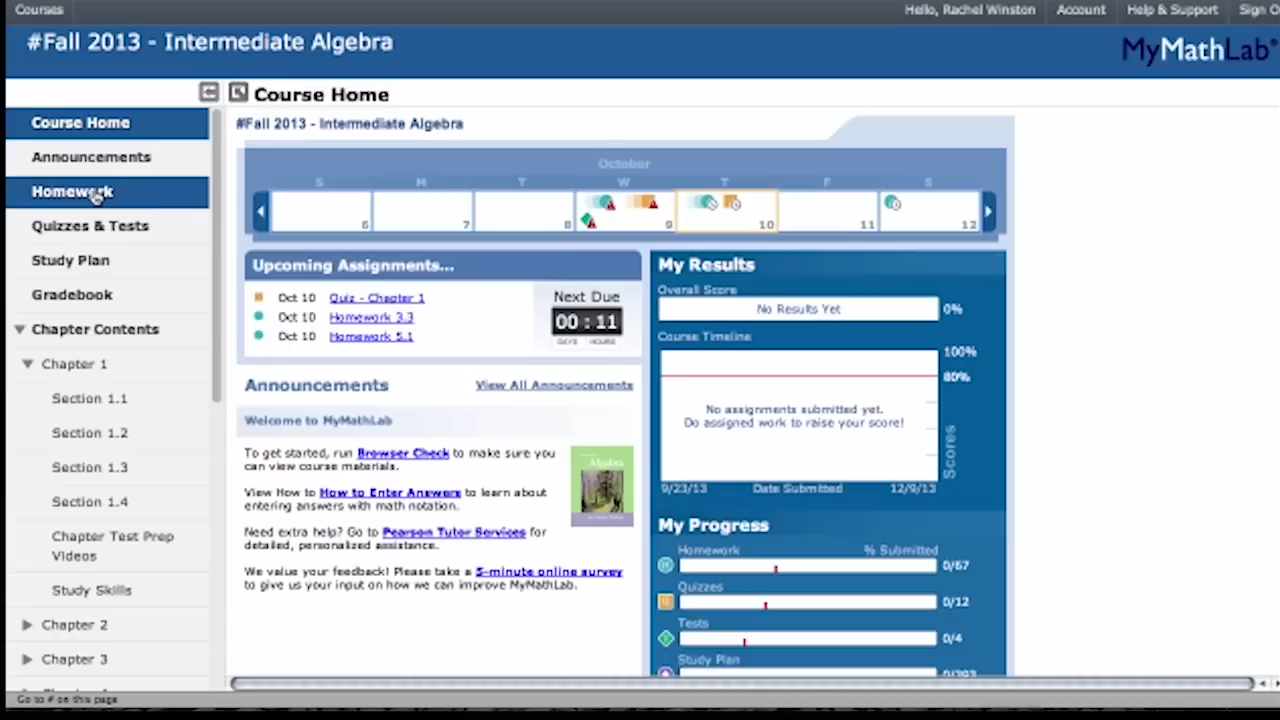 Courses
Hello, Rachel Winston
Account
Help & Support
Sign O
#Fall 2013 - Intermediate Algebra
MyMathLab
Course Home
Course Home
Announcements
Homework
Quizzes & Tests
Study Plan
Gradebook
Chapter Contents
Chapter 1
Section 1.1
Section 1.2
Section 1.3
Section 1.4
Chapter Test Prep
Videos
Study Skills
Chapter 2
Chapter 3
Go to # on this page
#Fall 2013 - Intermediate Algebra
October
S M T W T F S
6 7 8 9 10 11 12
Upcoming Assignments...
Oct 10 Quiz - Chapter 1
Oct 10 Homework 3.3
Oct 10 Homework 5.1
Next Due
00 : 11
DAYS HOURS
Announcements
View All Announcements
Welcome to MyMathLab
To get started, run Browser Check to make sure you
can view course materials.
View How to How to Enter Answers to learn about
entering answers with math notation.
Need extra help? Go to Pearson Tutor Services for
detailed, personalized assistance.
We value your feedback! Please take a 5-minute online survey
to give us your input on how we can improve MyMathLab.
Algebra
My Results
Overall Score
No Results Yet
0%
Course Timeline
100%
80%
No assignments submitted yet.
Do assigned work to raise your score!
Scores
9/23/13 Date Submitted 12/9/13
My Progress
Homework % Submitted
0/67
Quizzes
0/12
Tests
0/4
Study Plan